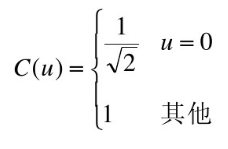 C(u) = { 1/√2 u = 0
1 其他